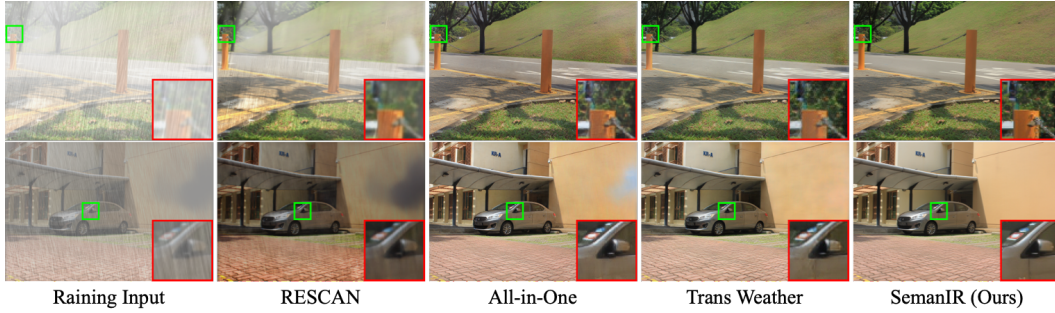 Raining Input
RESCAN
All-in-One
Trans Weather
SemanIR (Ours)